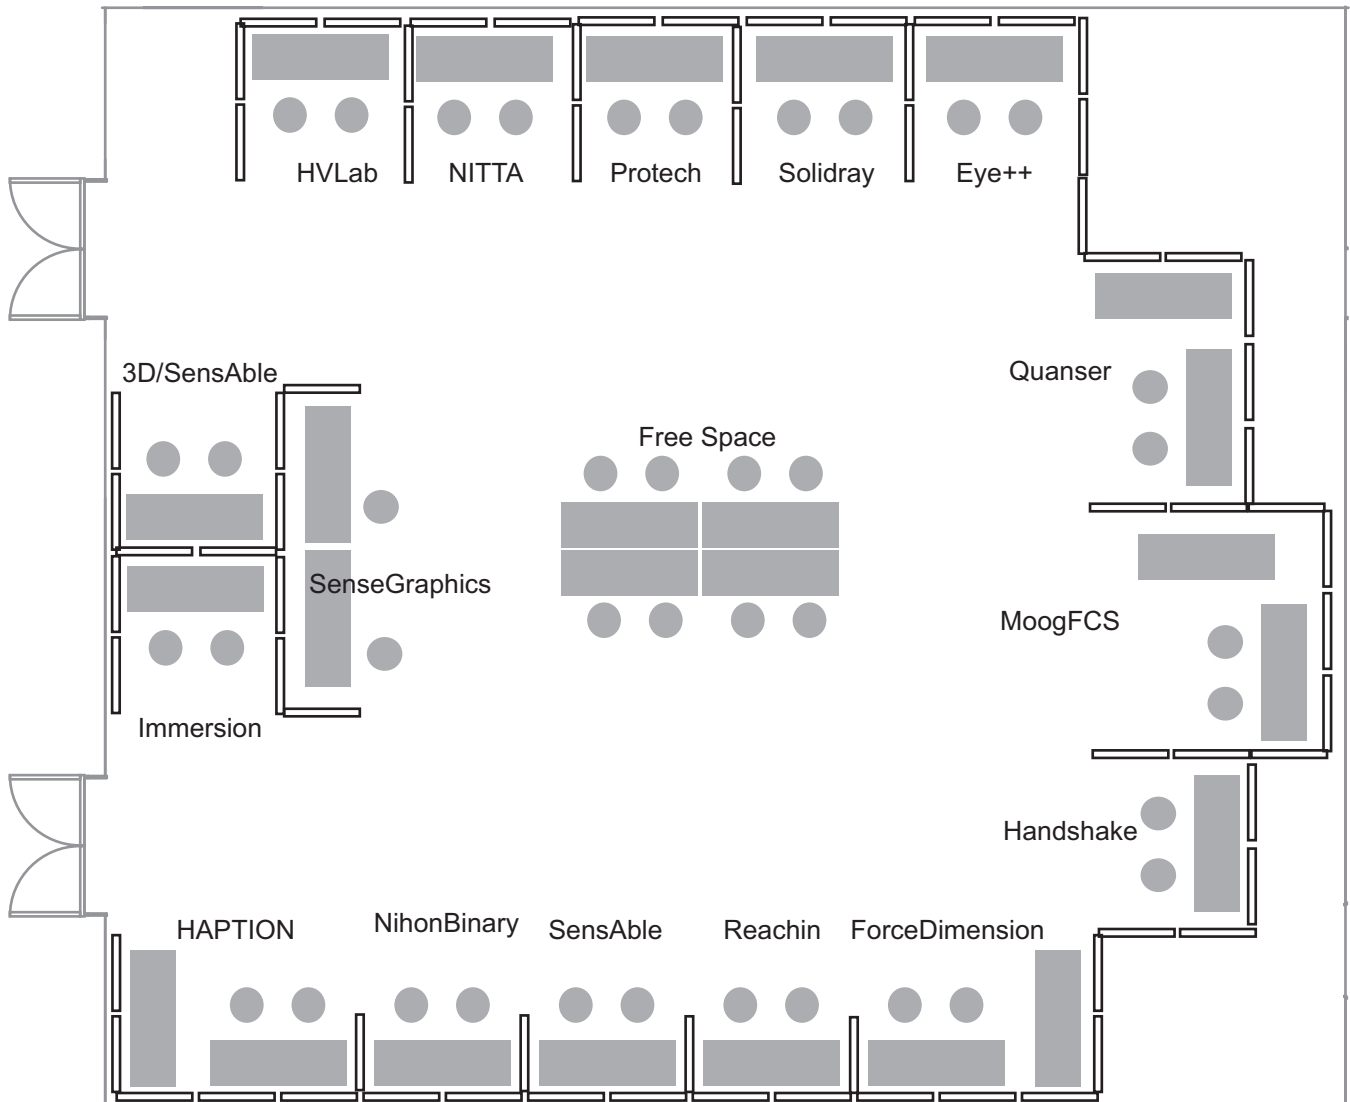 HVLab
NITTA
Protech
Solidray
Eye++
3D/SensAble
Quanser
Free Space
SenseGraphics
MoogFCS
Immersion
Handshake
HAPTION
NihonBinary
SensAble
Reachin
ForceDimension